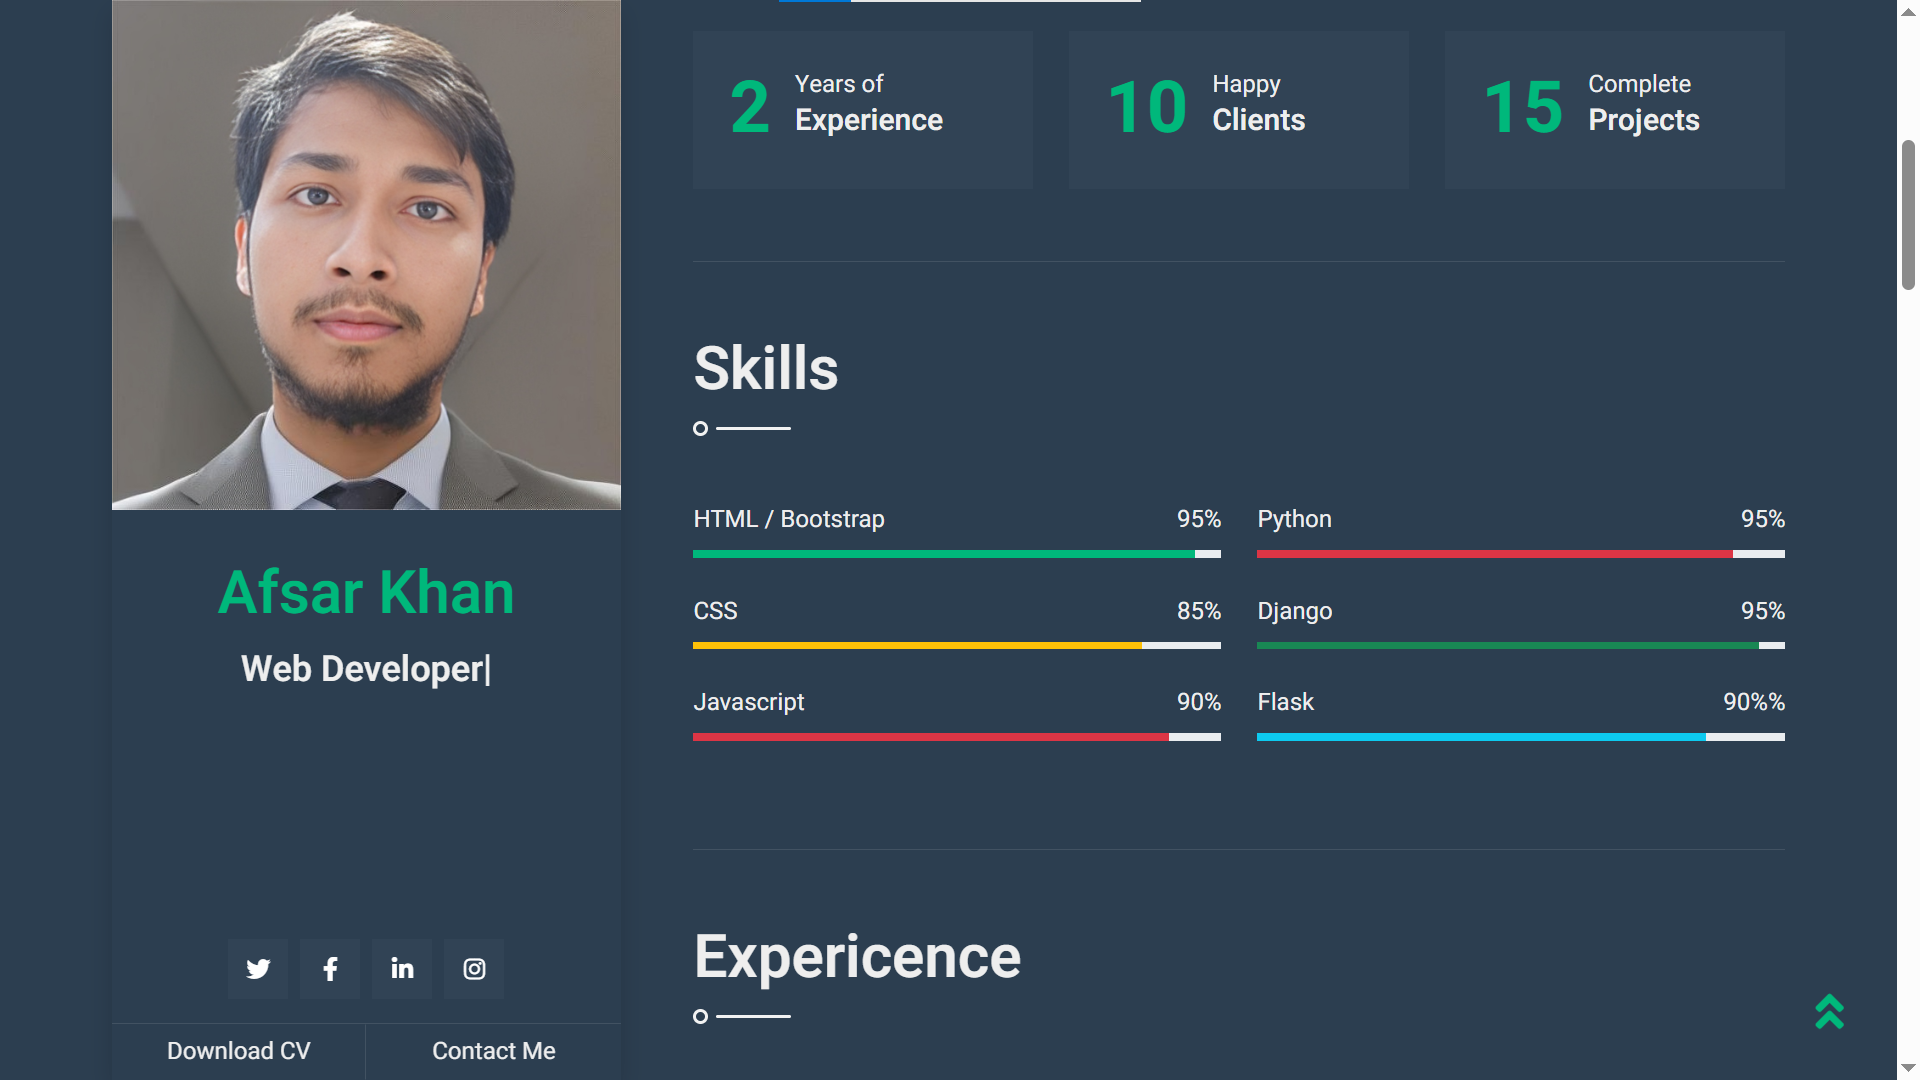 Afsar Khan
Web Developer|
Download CV
Contact Me
2
Years of
Experience
10
Happy
Clients
15
Complete
Projects
Skills
HTML / Bootstrap 95%
Python 95%
CSS 85%
Django 95%
Javascript 90%
Flask 90%%
Expericence